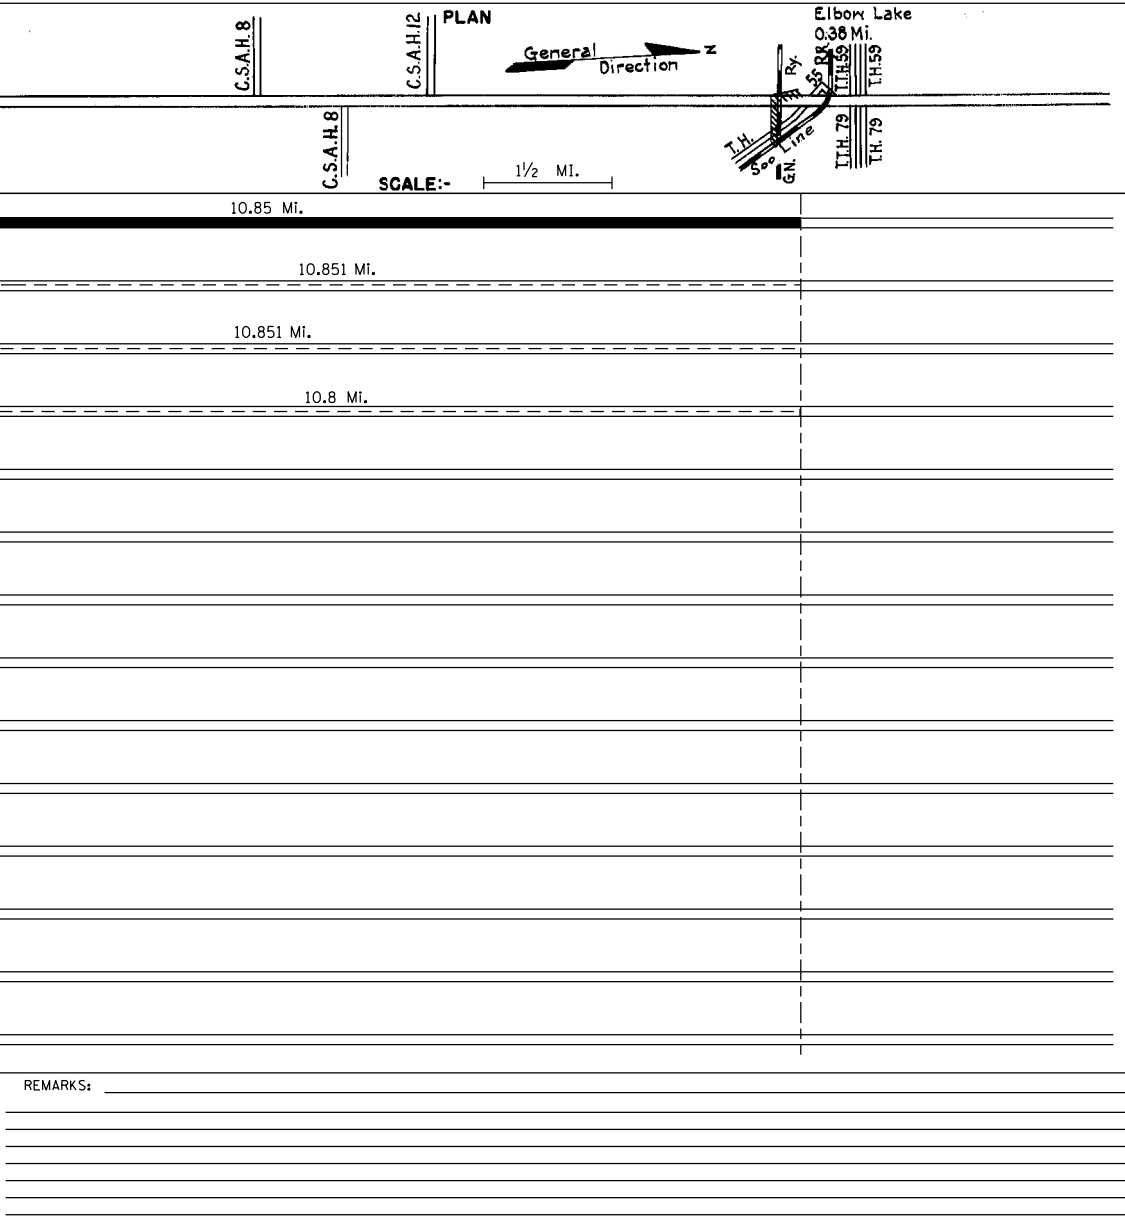 PLAN
Elbow Lake
0.38 Mi.
C.S.A.H. 8
C.S.A.H. 12
General
Direction
N
Ry.
55
RR.
T.T.H. 59
T.H. 59
C.S.A.H. 8
T.H.
Soo Line
G.N.
T.T.H. 79
T.H. 79
SCALE:-
1½ MI.
10.85 Mi.
10.851 Mi.
10.851 Mi.
10.8 Mi.
REMARKS: